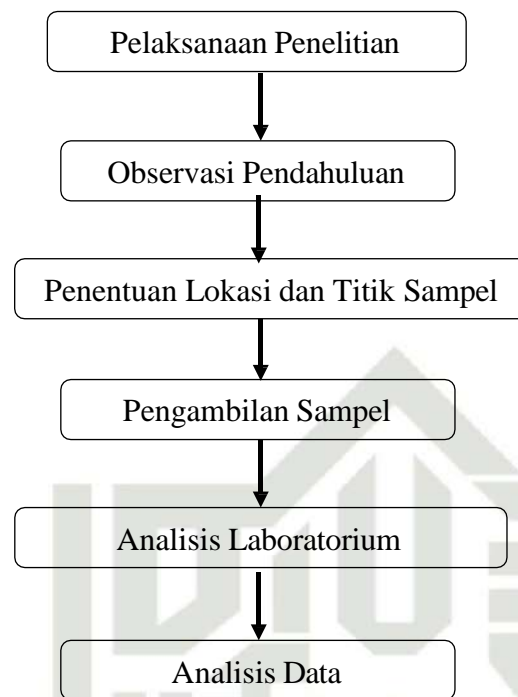 Pelaksanaan Penelitian
Observasi Pendahuluan
Penentuan Lokasi dan Titik Sampel
Pengambilan Sampel
Analisis Laboratorium
Analisis Data